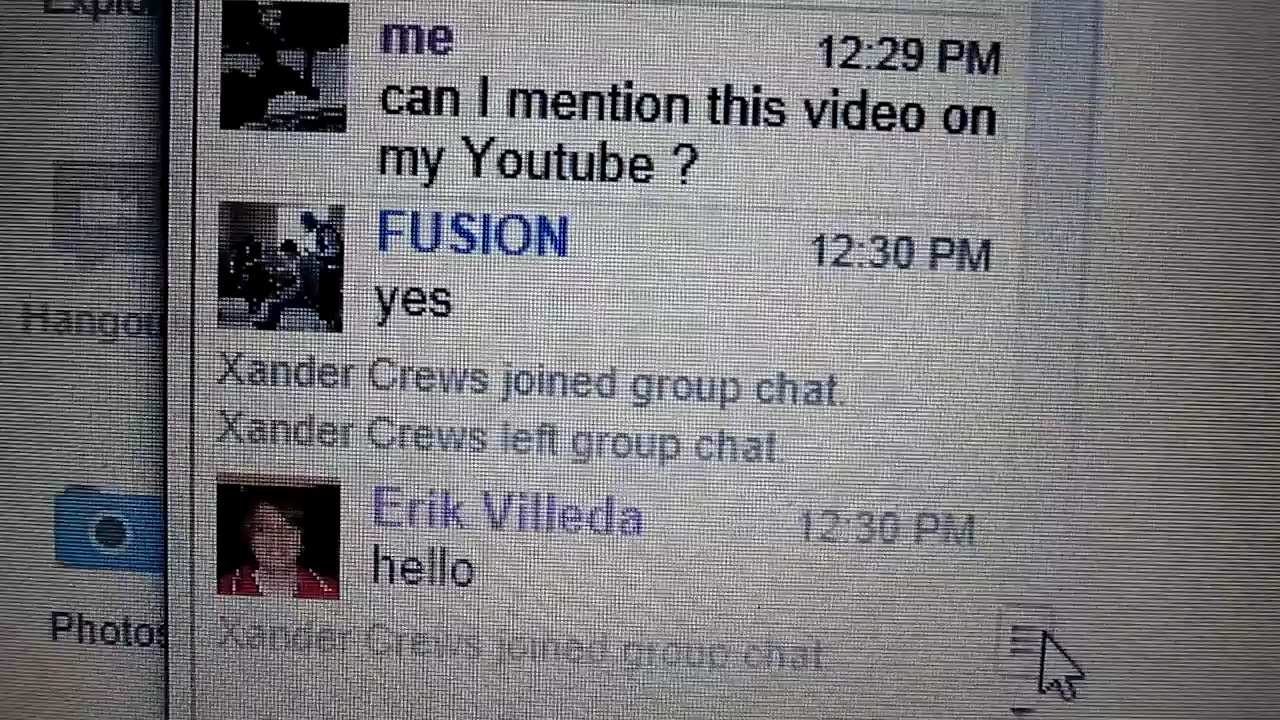 me 12:29 PM
can I mention this video on
my Youtube ?
FUSION 12:30 PM
yes
Xander Crews joined group chat.
Xander Crews left group chat.
Erik Villeda 12:30 PM
hello
Xander Crews joined group chat.
Photos